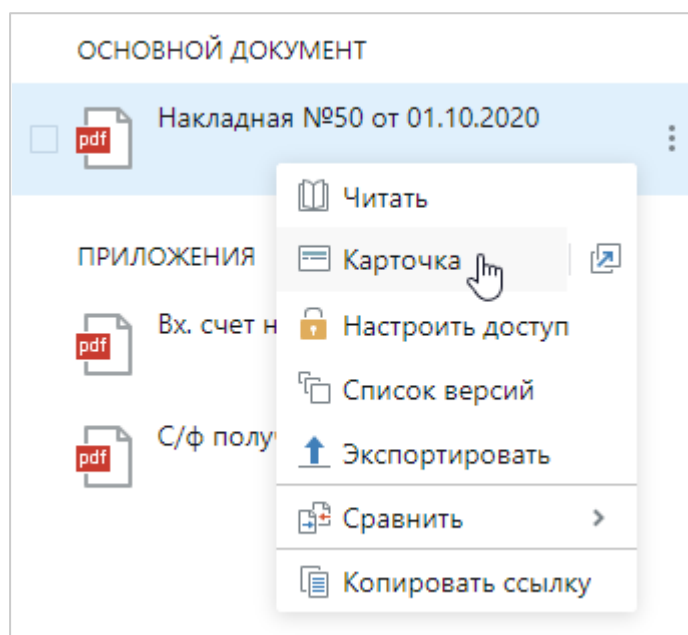 ОСНОВНОЙ ДОКУМЕНТ
pdf
Накладная №50 от 01.10.2020
Читать
ПРИЛОЖЕНИЯ
Карточка
pdf
Вх. счет н
Настроить доступ
Список версий
pdf
С/ф полу
Экспортировать
Сравнить
Копировать ссылку